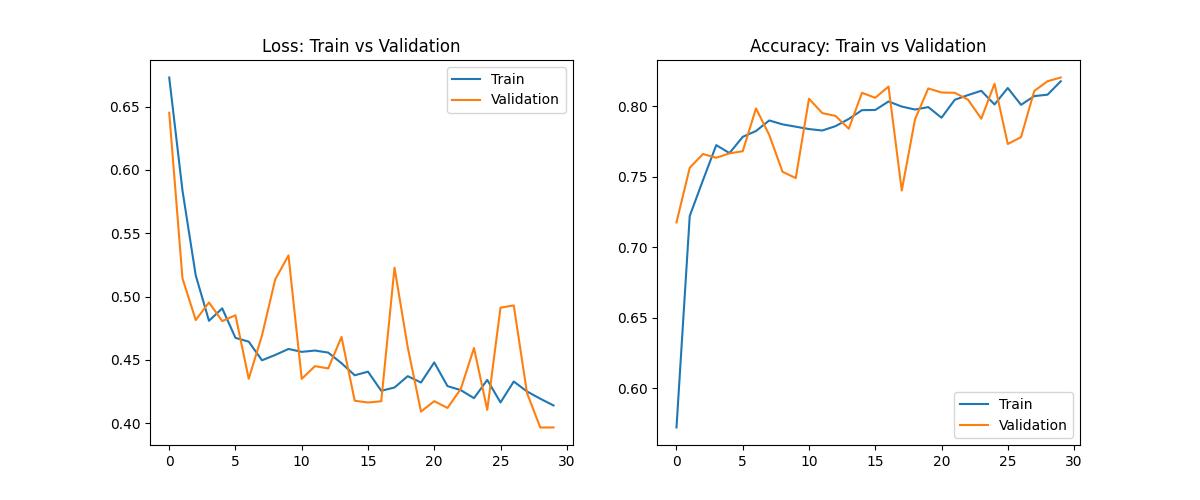 Loss: Train vs Validation
Train
Validation
0.65
0.60
0.55
0.50
0.45
0.40
0 5 10 15 20 25 30
Accuracy: Train vs Validation
0.80
0.75
0.70
0.65
0.60
Train
Validation
0 5 10 15 20 25 30